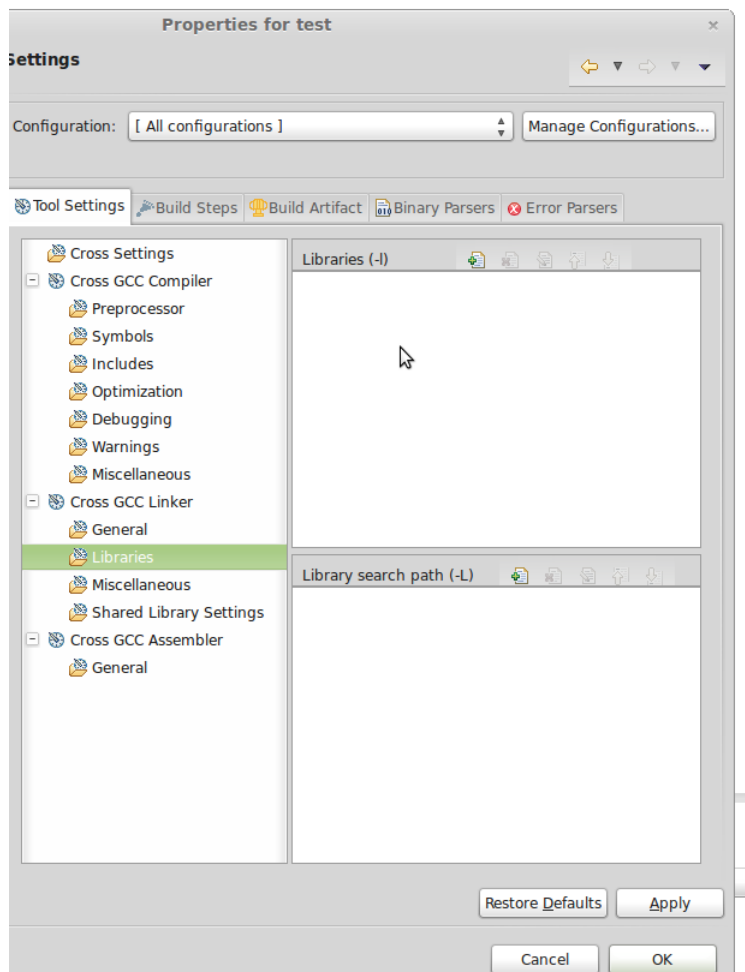 Properties for test
Settings
Configuration: [ All configurations ] Manage Configurations...
Tool Settings Build Steps Build Artifact Binary Parsers Error Parsers
Cross Settings
Cross GCC Compiler
Preprocessor
Symbols
Includes
Optimization
Debugging
Warnings
Miscellaneous
Cross GCC Linker
General
Libraries
Miscellaneous
Shared Library Settings
Cross GCC Assembler
General
Libraries (-l)
Library search path (-L)
Restore Defaults Apply
Cancel OK